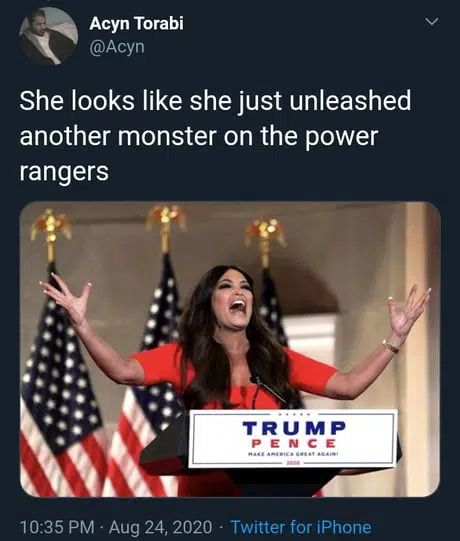 Acyn Torabi
@Acyn
She looks like she just unleashed
another monster on the power
rangers
TRUMP
PENCE
MAKE AMERICA GREAT AGAIN!
2020
10:35 PM · Aug 24, 2020 · Twitter for iPhone